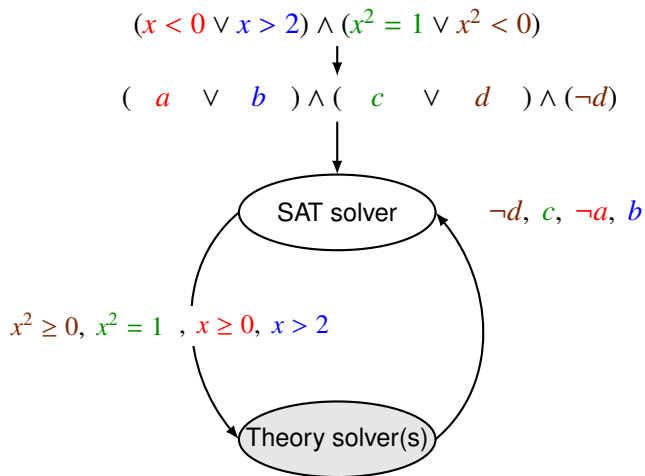 (x < 0 ∨ x > 2) ∧ (x² = 1 ∨ x² < 0)
( a ∨ b ) ∧ ( c ∨ d ) ∧ (¬d)
SAT solver
¬d, c, ¬a, b
x² ≥ 0, x² = 1 , x ≥ 0, x > 2
Theory solver(s)